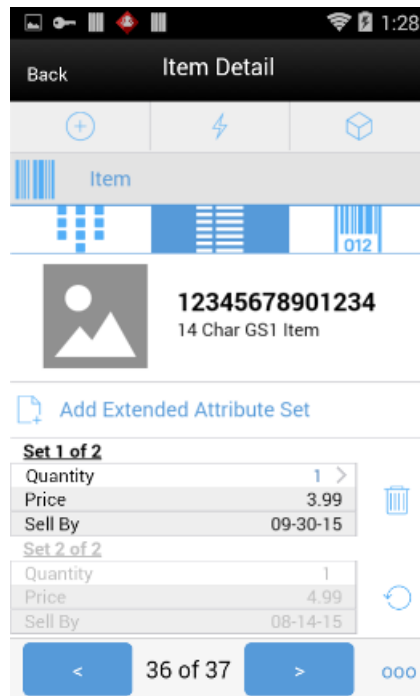 1:28
Back
Item Detail
Item
012
12345678901234
14 Char GS1 Item
Add Extended Attribute Set
Set 1 of 2
Quantity 1 >
Price 3.99
Sell By 09-30-15
Set 2 of 2
Quantity 1
Price 4.99
Sell By 08-14-15
< 36 of 37 > ooo